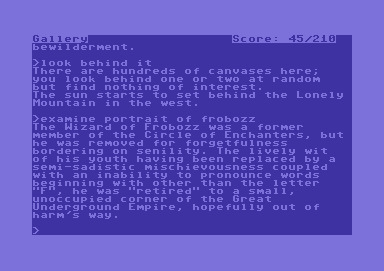 Gallery Score: 45/210
bewilderment.
>look behind it
There are hundreds of canvases here;
you look behind one or two at random
but find nothing of interest.
The sun starts to set behind the Lonely
Mountain in the west.
>examine portrait of frobozz
The Wizard of Frobozz was a former
member of the Circle of Enchanters, but
he was removed for forgetfulness
bordering on senility. The lively wit
of his youth having been replaced by a
semi-sadistic mischievousness coupled
with an inability to pronounce words
beginning with other than the letter
"F", he was "retired" to a small,
unoccupied corner of the Great
Underground Empire, hopefully out of
harm's way.
>